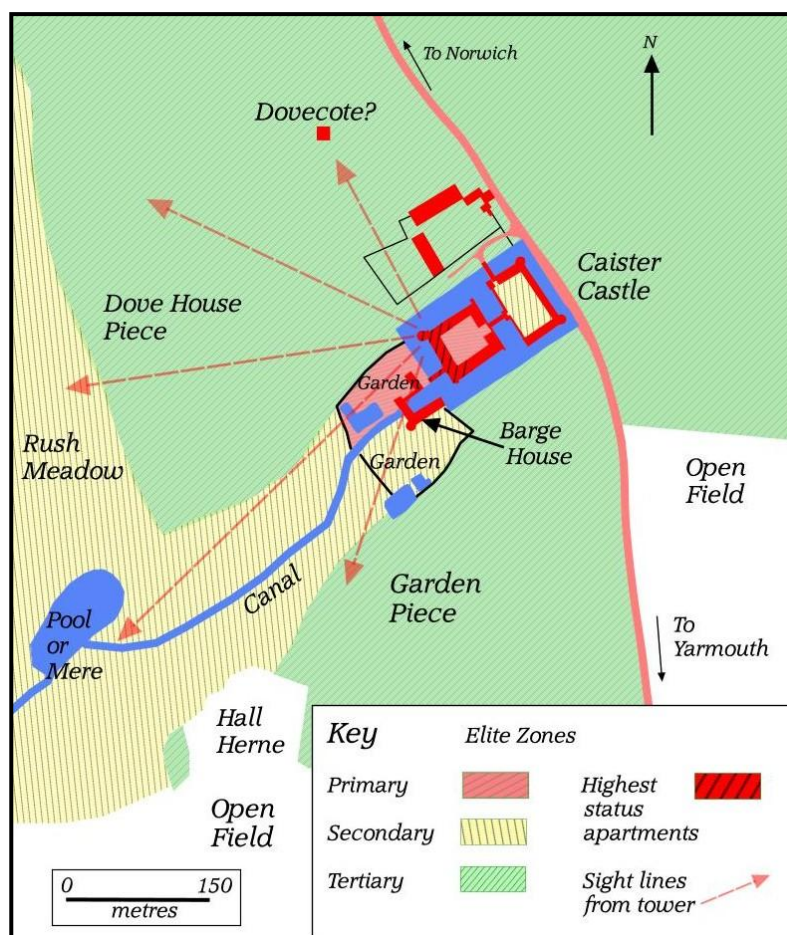 To Norwich
N
Dovecote?
Caister
Castle
Dove House
Piece
Garden
Rush
Meadow
Garden
Barge
House
Open
Field
Canal
Garden
Piece
Pool
or
Mere
To
Yarmouth
Hall
Herne
Open
Field
0 150
metres
Key Elite Zones
Primary
Secondary
Tertiary
Highest
status
apartments
Sight lines
from tower